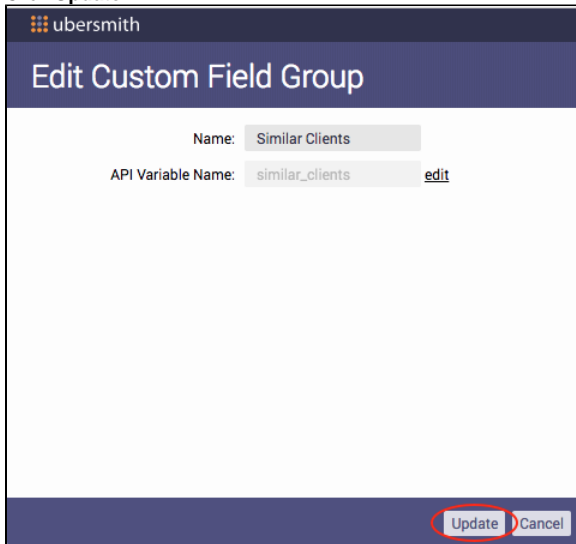 ubersmith
Edit Custom Field Group
Name: Similar Clients
API Variable Name: similar_clients edit
Update Cancel